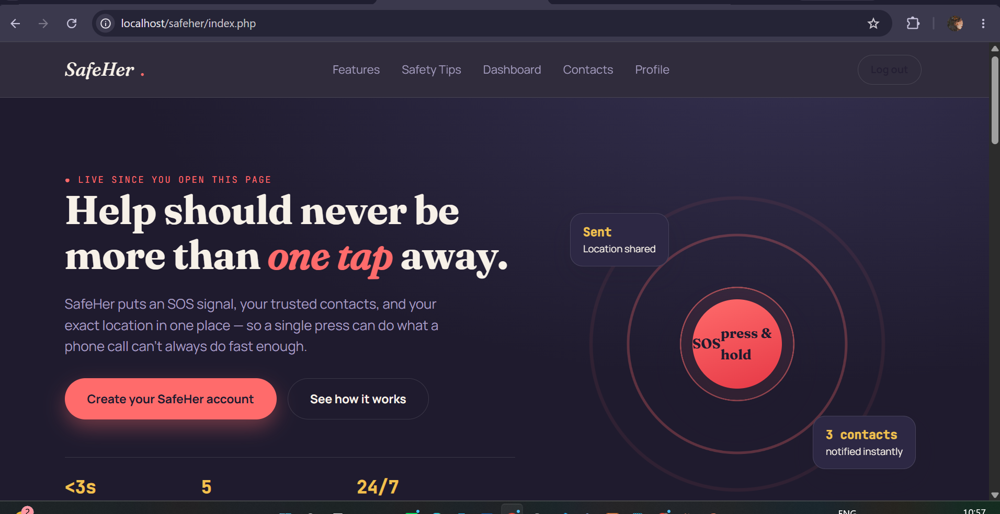 localhost/safeher/index.php
SafeHer .
Features
Safety Tips
Dashboard
Contacts
Profile
Log out
LIVE SINCE YOU OPEN THIS PAGE
Help should never be
more than one tap away.
SafeHer puts an SOS signal, your trusted contacts, and your
exact location in one place — so a single press can do what a
phone call can’t always do fast enough.
Create your SafeHer account
See how it works
Sent
Location shared
SOS
press &
hold
3 contacts
notified instantly
<3s
5
24/7
2
ENG
10:57